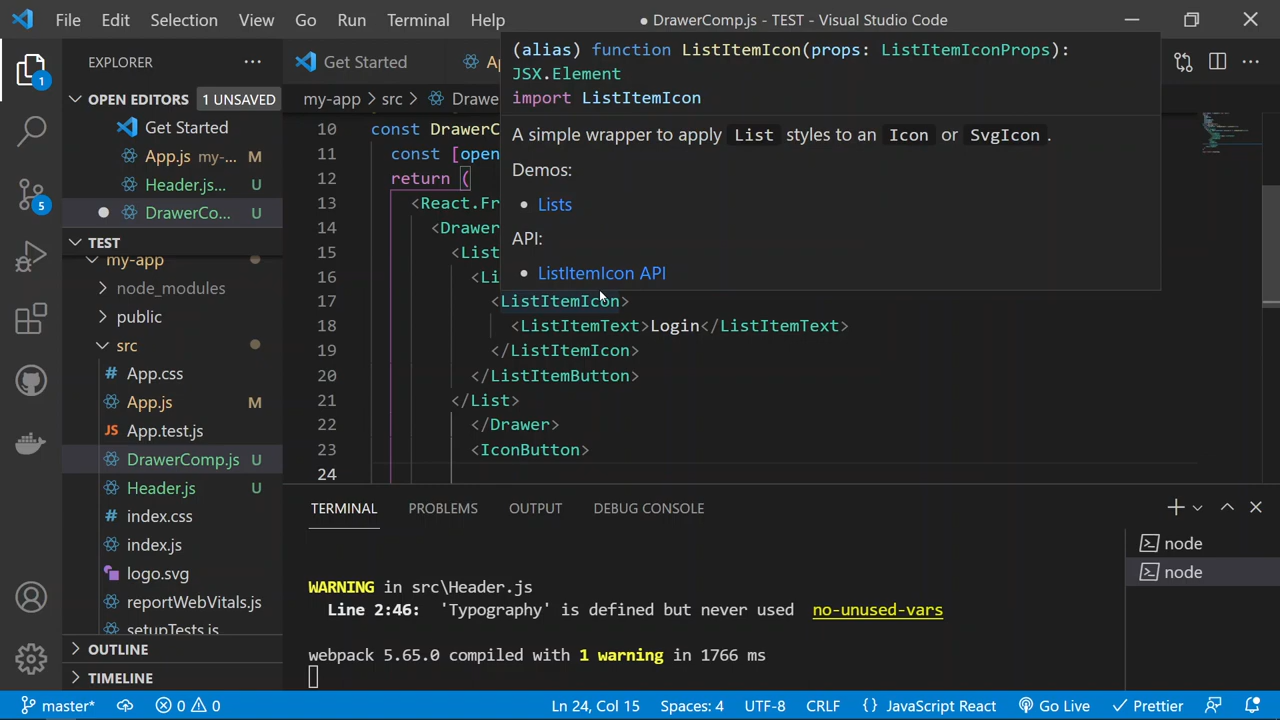 File Edit Selection View Go Run Terminal Help
● DrawerComp.js - TEST - Visual Studio Code
EXPLORER
OPEN EDITORS 1 UNSAVED
Get Started
App.js my-... M
Header.js... U
● DrawerCo... U
TEST
my-app
node_modules
public
src
App.css
App.js M
JS App.test.js
DrawerComp.js U
Header.js U
index.css
index.js
logo.svg
reportWebVitals.js
setupTests.js
OUTLINE
TIMELINE
1
5
Get Started
my-app > src >
(alias) function ListItemIcon(props: ListItemIconProps):
JSX.Element
import ListItemIcon
A simple wrapper to apply List styles to an Icon or SvgIcon.
Demos:
• Lists
API:
• ListItemIcon API
10 const
11 const [open
12 return (
13
14 <Drawer
15 <List
16
17 <ListItemIcon>
18 <ListItemText>Login</ListItemText>
19 </ListItemIcon>
20 </ListItemButton>
21 </List>
22 </Drawer>
23 <IconButton>
24
TERMINAL PROBLEMS OUTPUT DEBUG CONSOLE
WARNING in src\Header.js
Line 2:46: 'Typography' is defined but never used no-unused-vars
webpack 5.65.0 compiled with 1 warning in 1766 ms
node
node
master* 0 0 Ln 24, Col 15 Spaces: 4 UTF-8 CRLF {} JavaScript React Go Live Prettier